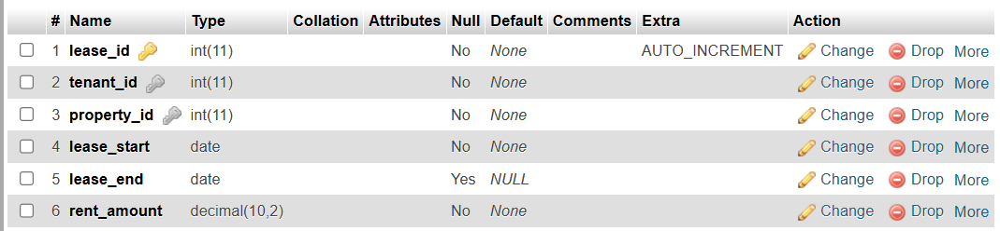 # Name Type Collation Attributes Null Default Comments Extra Action
1 lease_id int(11) No None AUTO_INCREMENT Change Drop More
2 tenant_id int(11) No None Change Drop More
3 property_id int(11) No None Change Drop More
4 lease_start date No None Change Drop More
5 lease_end date Yes NULL Change Drop More
6 rent_amount decimal(10,2) No None Change Drop More